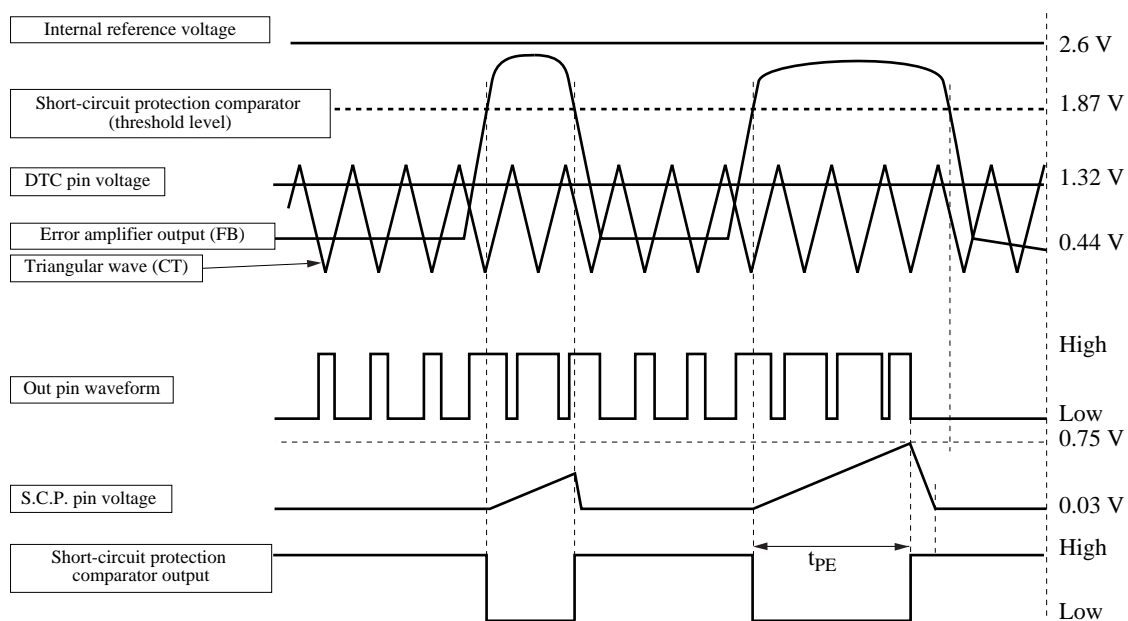 Internal reference voltage
2.6 V
Short-circuit protection comparator
(threshold level)
1.87 V
DTC pin voltage
1.32 V
Error amplifier output (FB)
0.44 V
Triangular wave (CT)
High
Out pin waveform
Low
0.75 V
S.C.P. pin voltage
0.03 V
Short-circuit protection
comparator output
High
tPE
Low